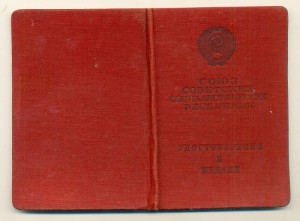 СОЮЗ
СОВЕТСКИХ
СОЦИАЛИСТИЧЕСКИХ
РЕСПУБЛИК
УДОСТОВЕРЕНИЕ
К
МЕДАЛИ